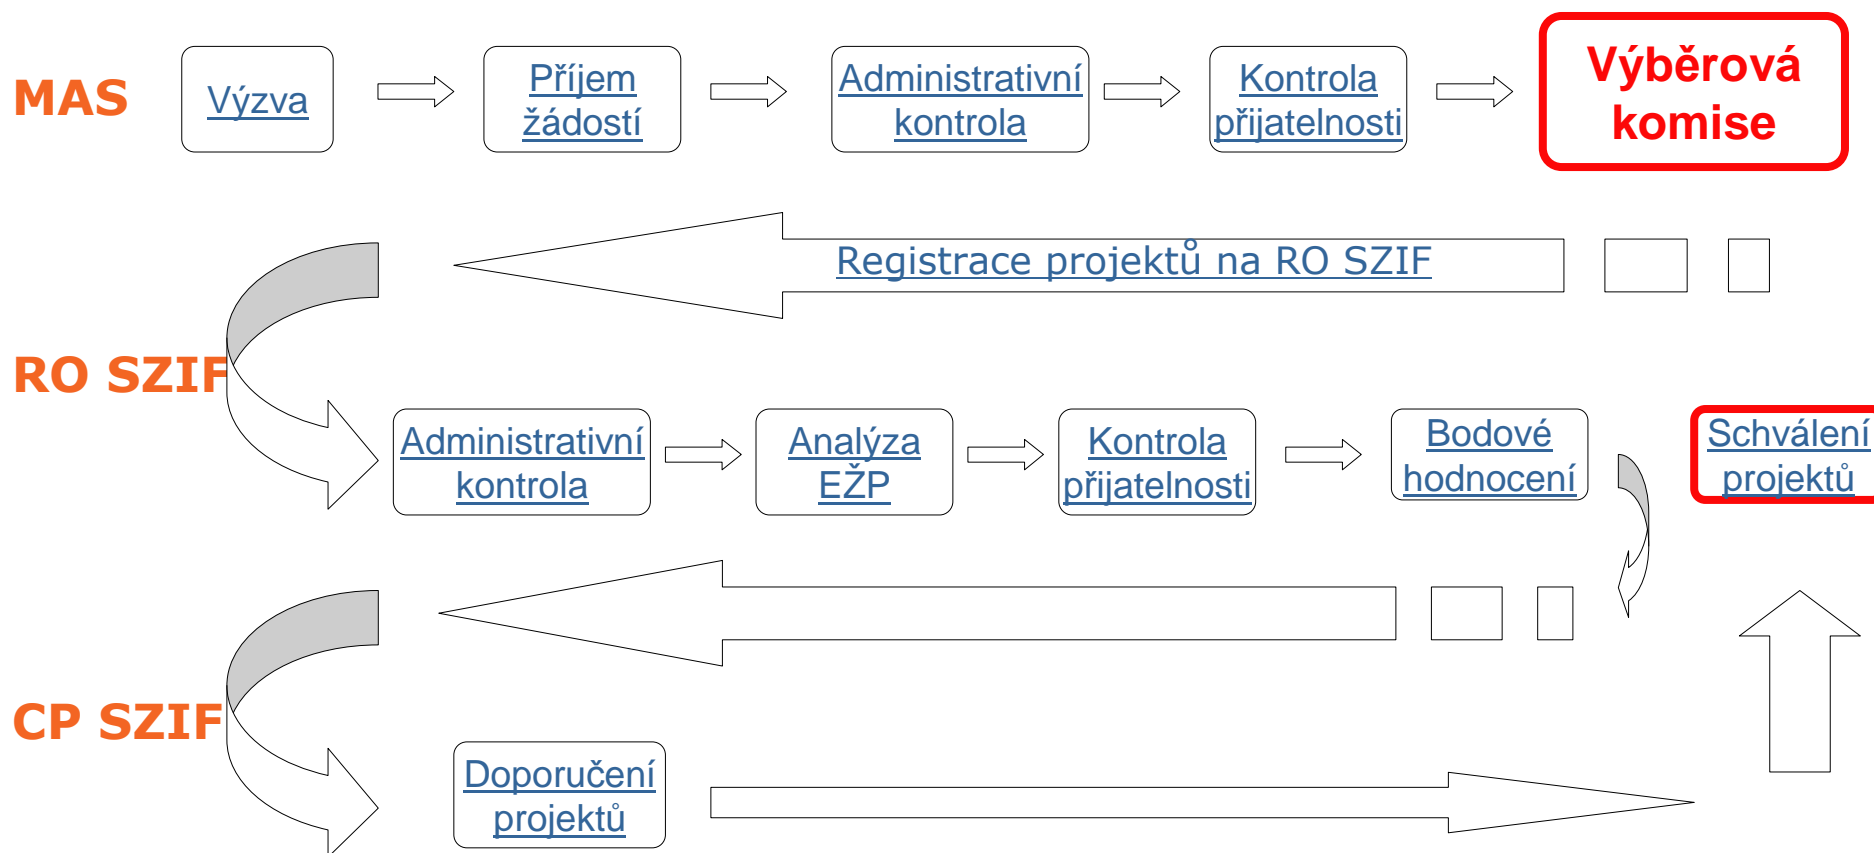 MAS
Výzva
Příjem
žádostí
Administrativní
kontrola
Kontrola
přijatelnosti
Výběrová
komise
Registrace projektů na RO SZIF
RO SZIF
Administrativní
kontrola
Analýza
EŽP
Kontrola
přijatelnosti
Bodové
hodnocení
Schválení
projektů
CP SZIF
Doporučení
projektů